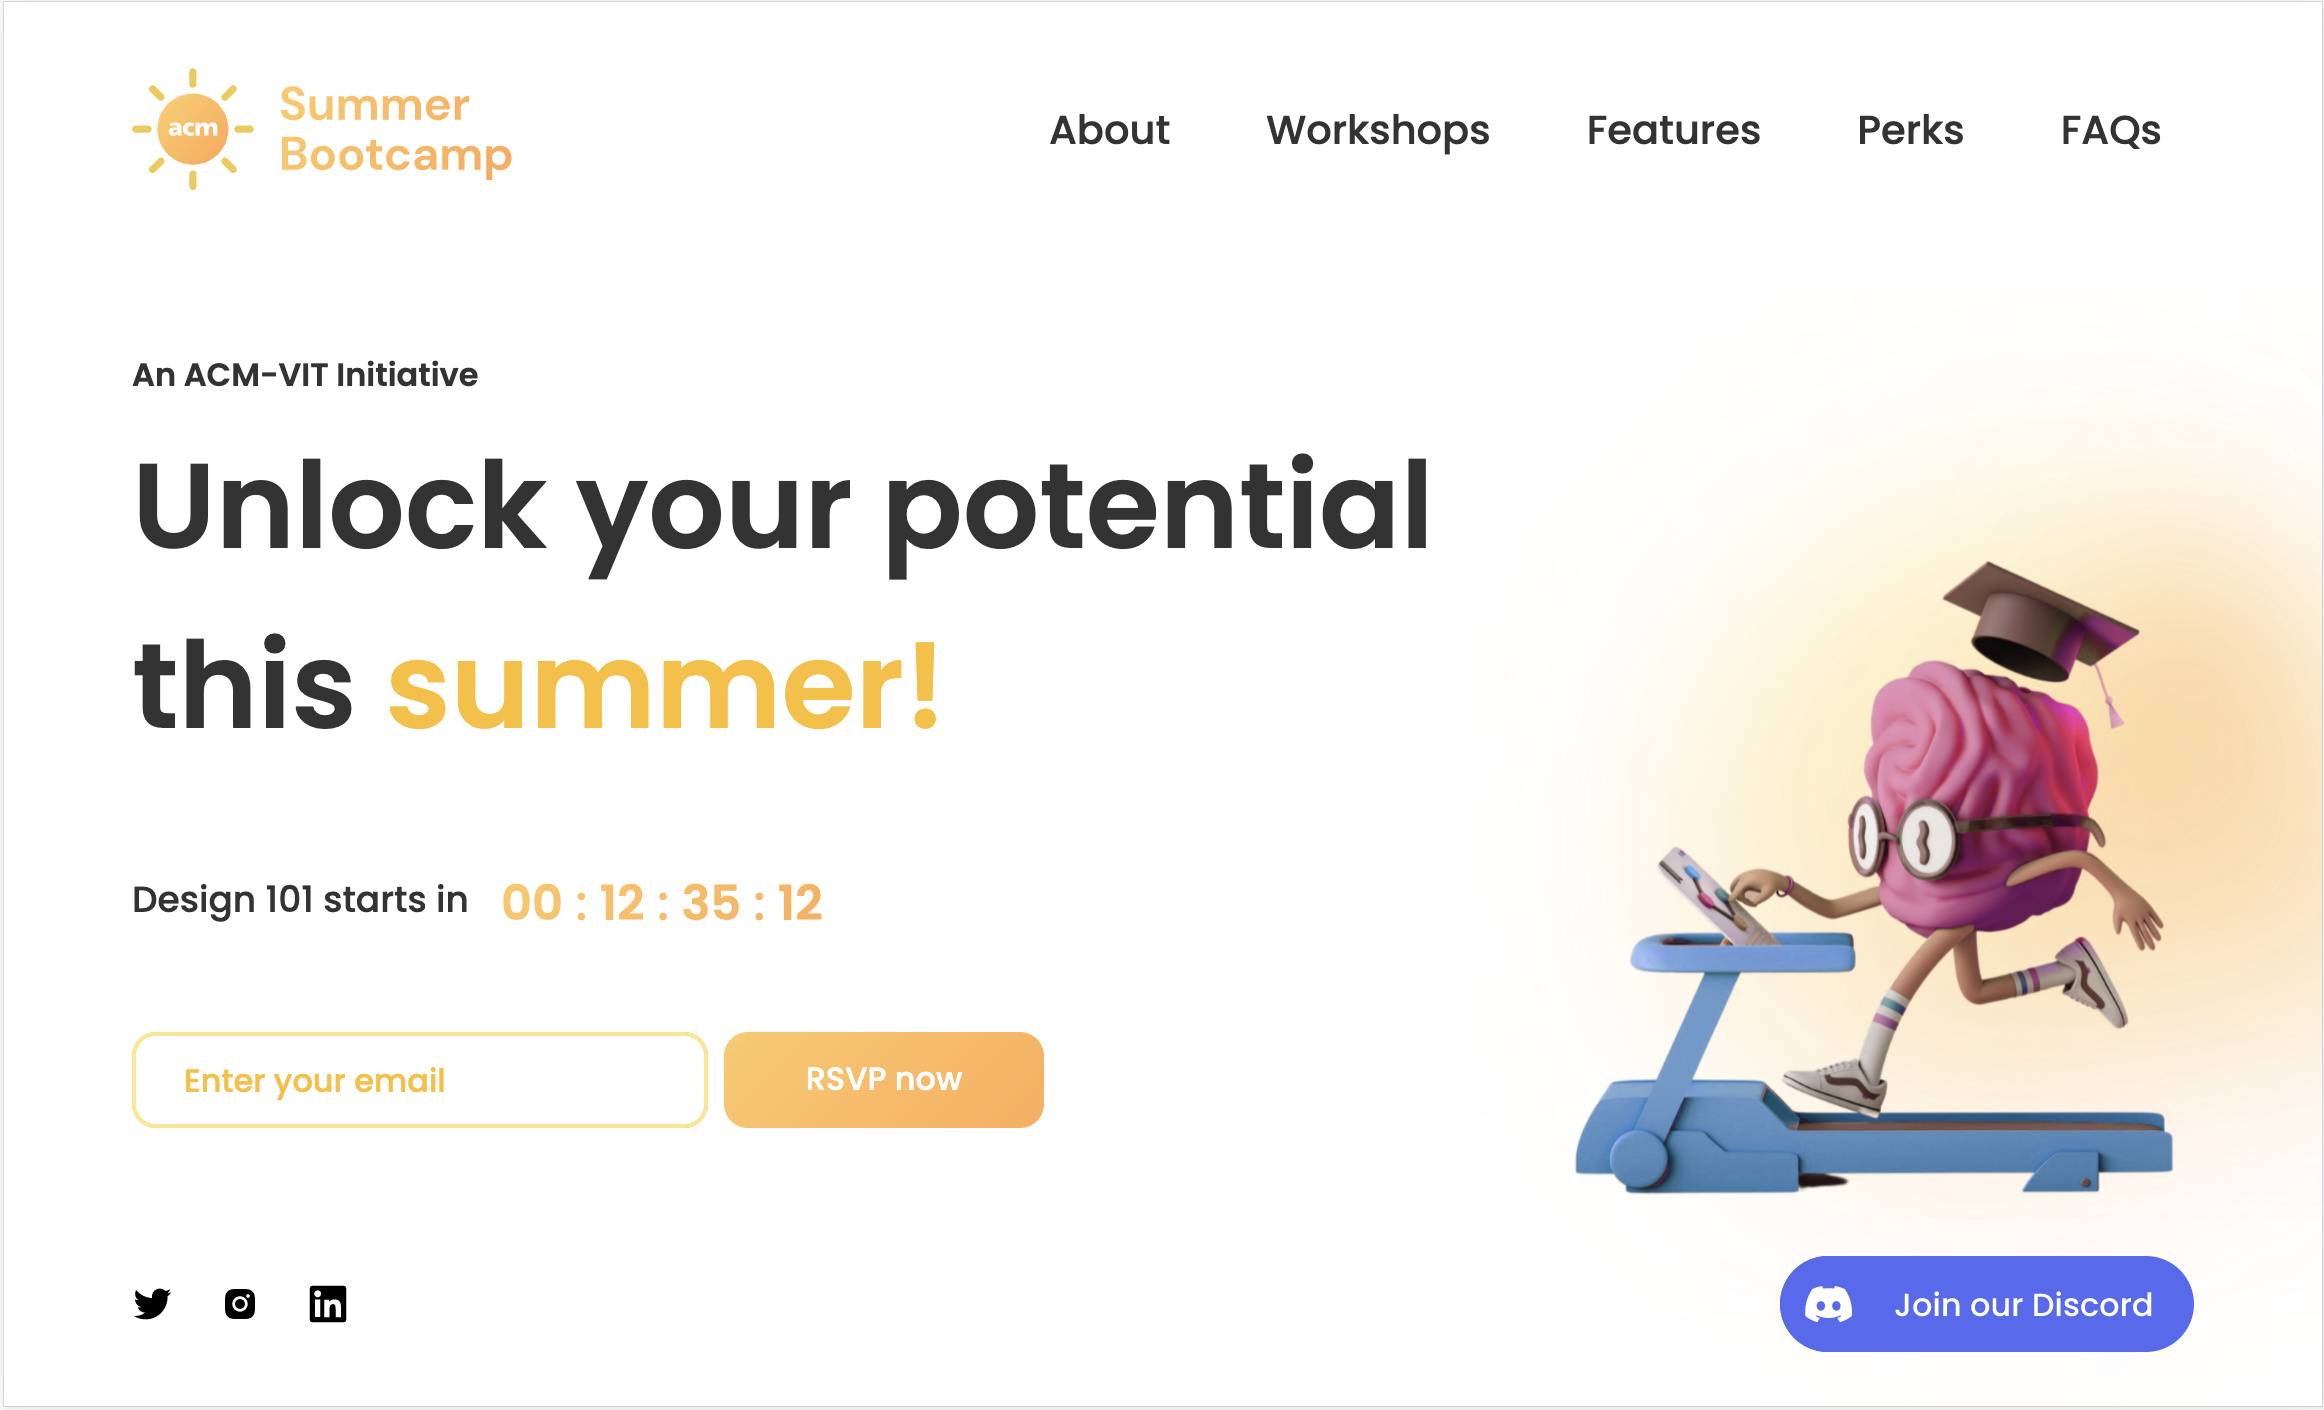 acm
Summer
Bootcamp
About
Workshops
Features
Perks
FAQs
An ACM-VIT Initiative
Unlock your potential
this summer!
Design 101 starts in 00 : 12 : 35 : 12
Enter your email
RSVP now
in
Join our Discord